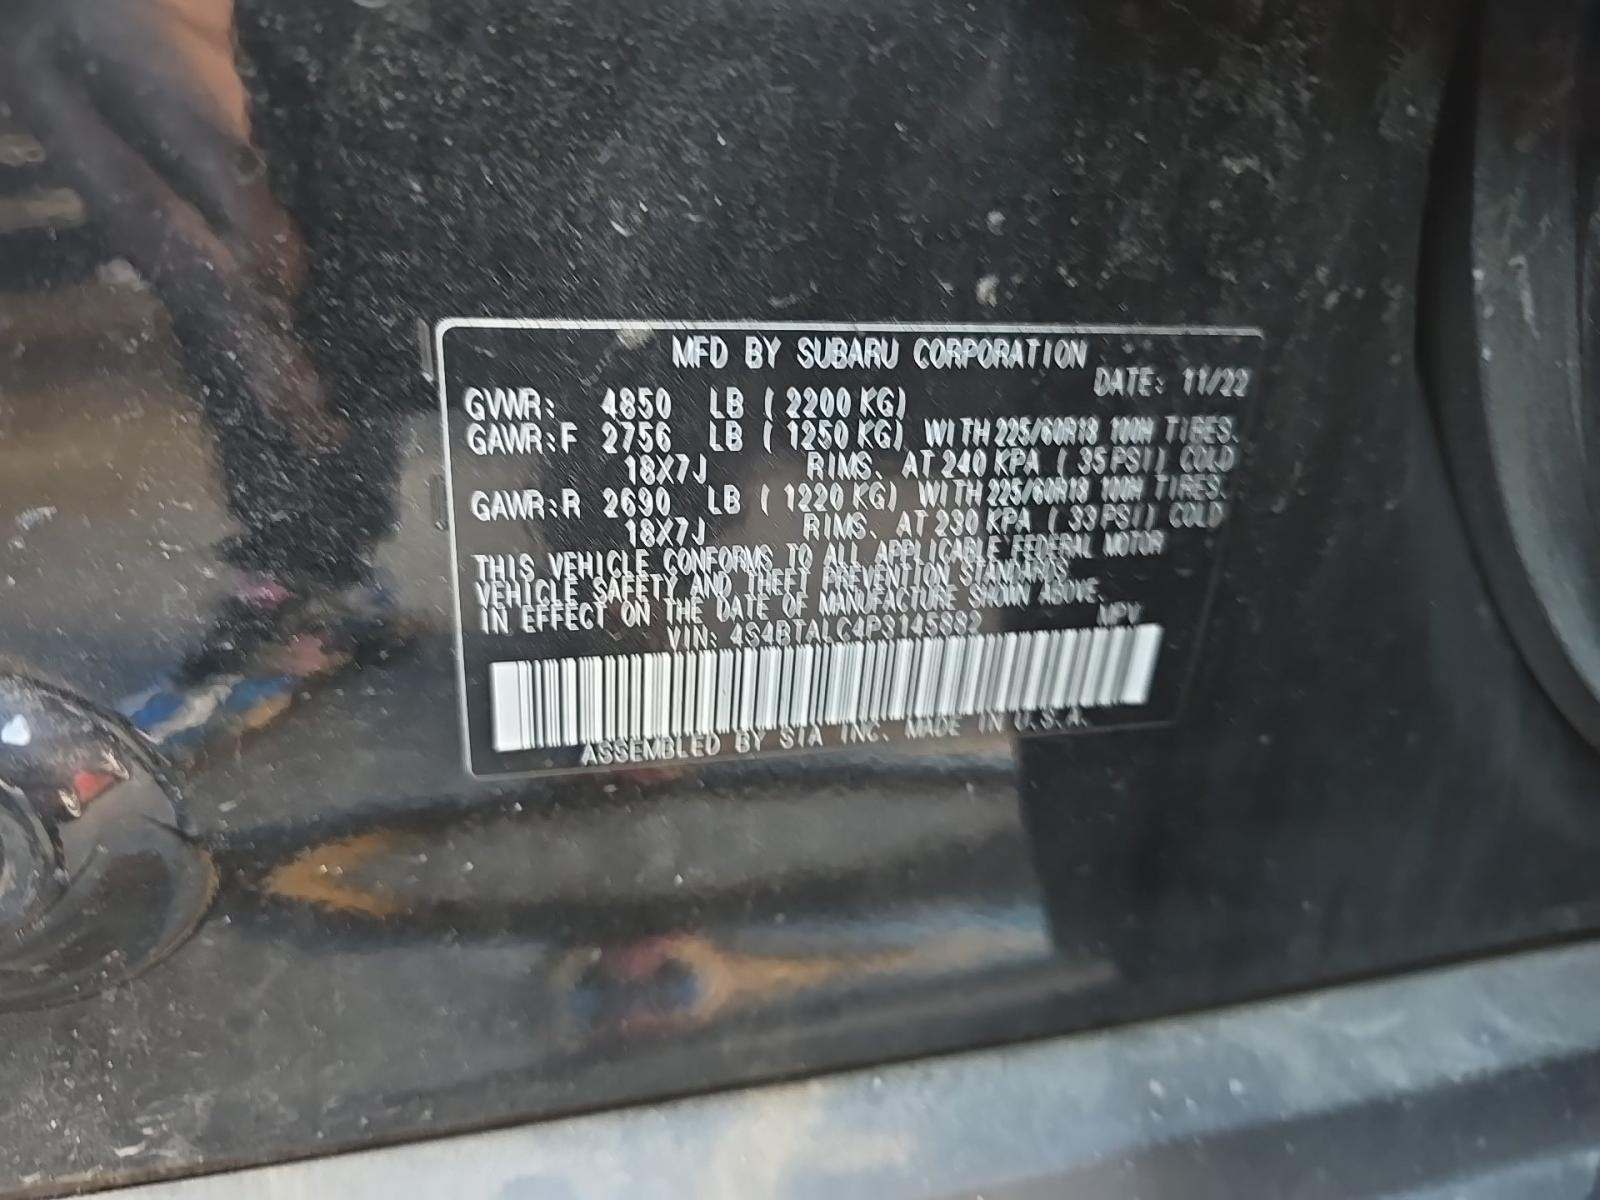 MFD BY SUBARU CORPORATION
DATE: 11/22
GVWR: 4850 LB (2200 KG)
GAWR:F 2756 LB (1250 KG) WITH 225/60R18 100H TIRES.
18X7J RIMS. AT 240 KPA (35 PSI) COLD
GAWR:R 2690 LB (1220 KG) WITH 225/60R18 100H TIRES.
18X7J RIMS. AT 230 KPA (33 PSI) COLD
THIS VEHICLE CONFORMS TO ALL APPLICABLE FEDERAL MOTOR
VEHICLE SAFETY AND THEFT PREVENTION STANDARDS
IN EFFECT ON THE DATE OF MANUFACTURE SHOWN ABOVE.
VIN: 4S4BTALC4P3145882 MPV
ASSEMBLED BY SIA INC. MADE IN U.S.A.